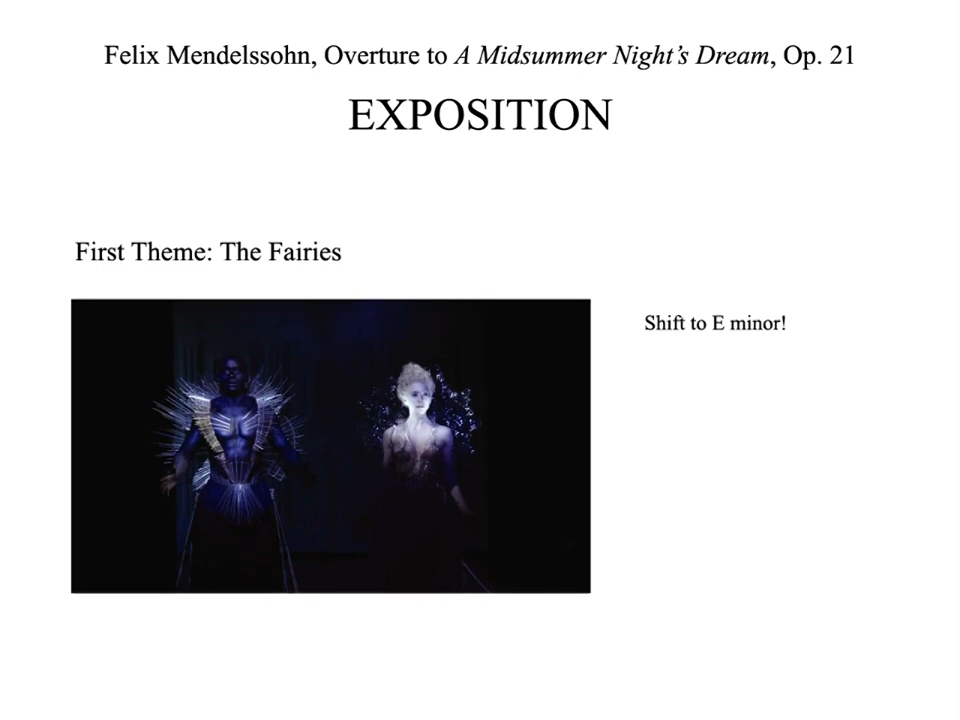 Felix Mendelssohn, Overture to A Midsummer Night’s Dream, Op. 21
EXPOSITION
First Theme: The Fairies
Shift to E minor!